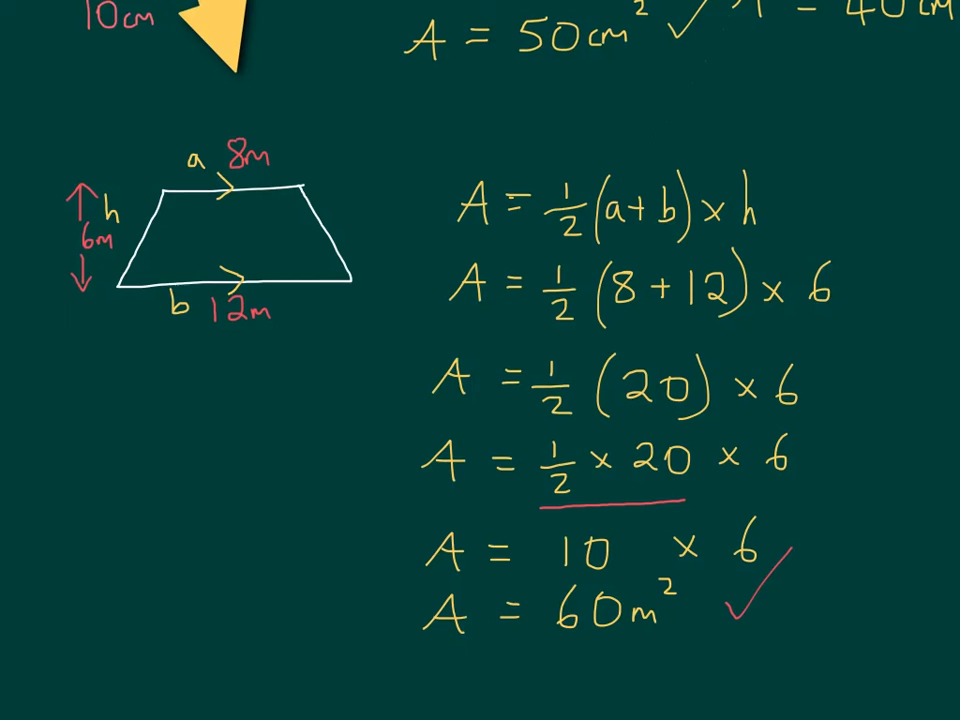 10cm
A = 50cm² ✓
= 40cm
a 8m
h
6m
b 12m
A = 1/2 (a + b) × h
A = 1/2 (8 + 12) × 6
A = 1/2 (20) × 6
A = 1/2 × 20 × 6
A = 10 × 6
A = 60m² ✓